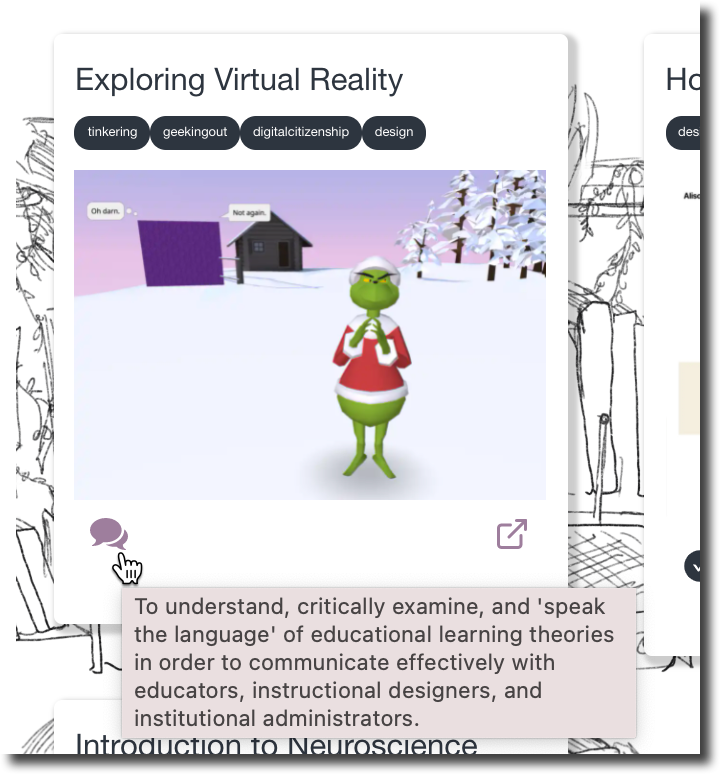 Exploring Virtual Reality
Ho
tinkering geekingout digitalcitizenship design
des
Alisc
Oh darn.
Not again.
To understand, critically examine, and 'speak
the language' of educational learning theories
in order to communicate effectively with
educators, instructional designers, and
institutional administrators.
Introduction to Neuroscience